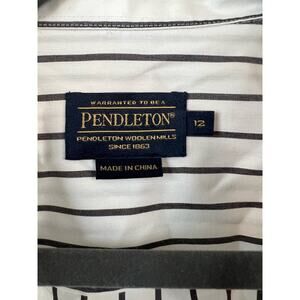 WARRANTED TO BE A
PENDLETON®
PENDLETON WOOLEN MILLS
SINCE 1863
12
MADE IN CHINA